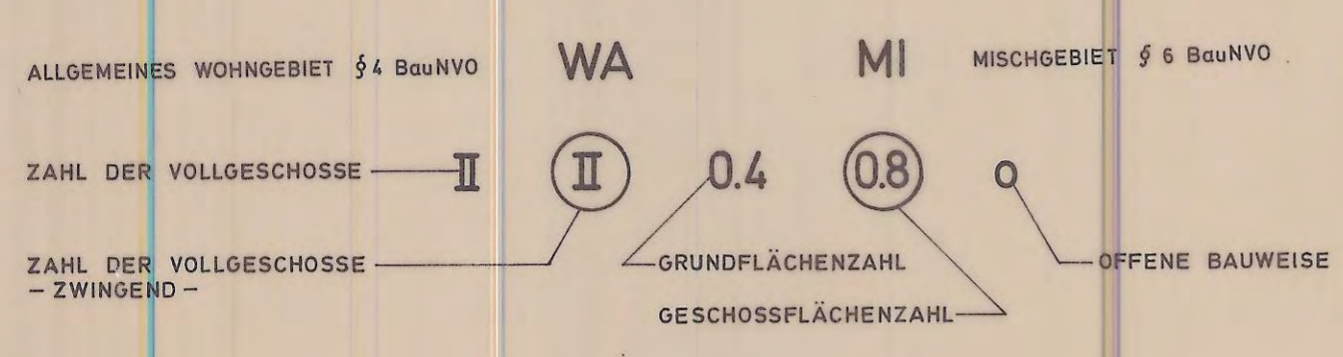 ALLGEMEINES WOHNGEBIET § 4 BauNVO WA MI MISCHGEBIET § 6 BauNVO
ZAHL DER VOLLGESCHOSSE II II 0.4 0.8 o
ZAHL DER VOLLGESCHOSSE GRUNDFLÄCHENZAHL OFFENE BAUWEISE
– ZWINGEND –
GESCHOSSFLÄCHENZAHL